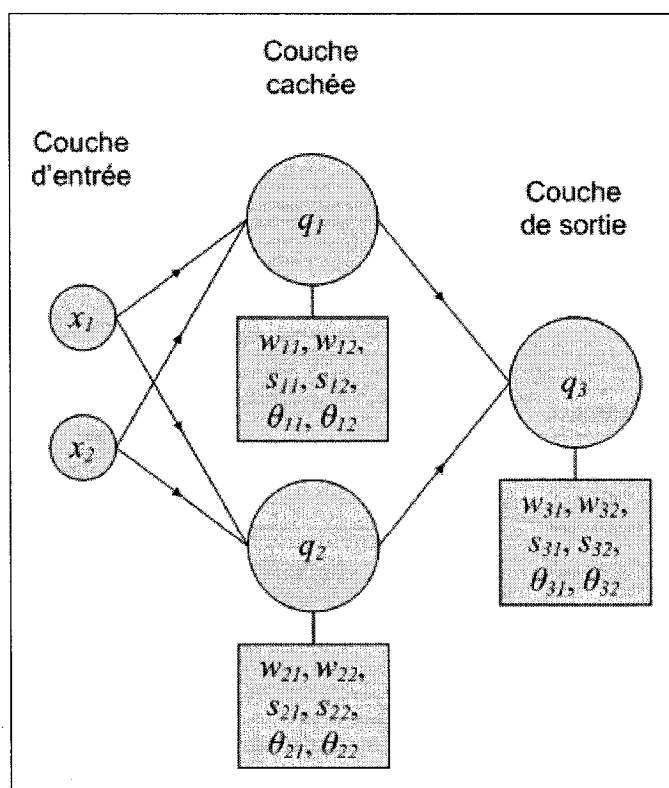 Couche
cachée
Couche
d'entrée
Couche
de sortie
q₁
x₁
w₁₁, w₁₂,
s₁₁, s₁₂,
θ₁₁, θ₁₂
q₃
x₂
w₃₁, w₃₂,
s₃₁, s₃₂,
θ₃₁, θ₃₂
q₂
w₂₁, w₂₂,
s₂₁, s₂₂,
θ₂₁, θ₂₂